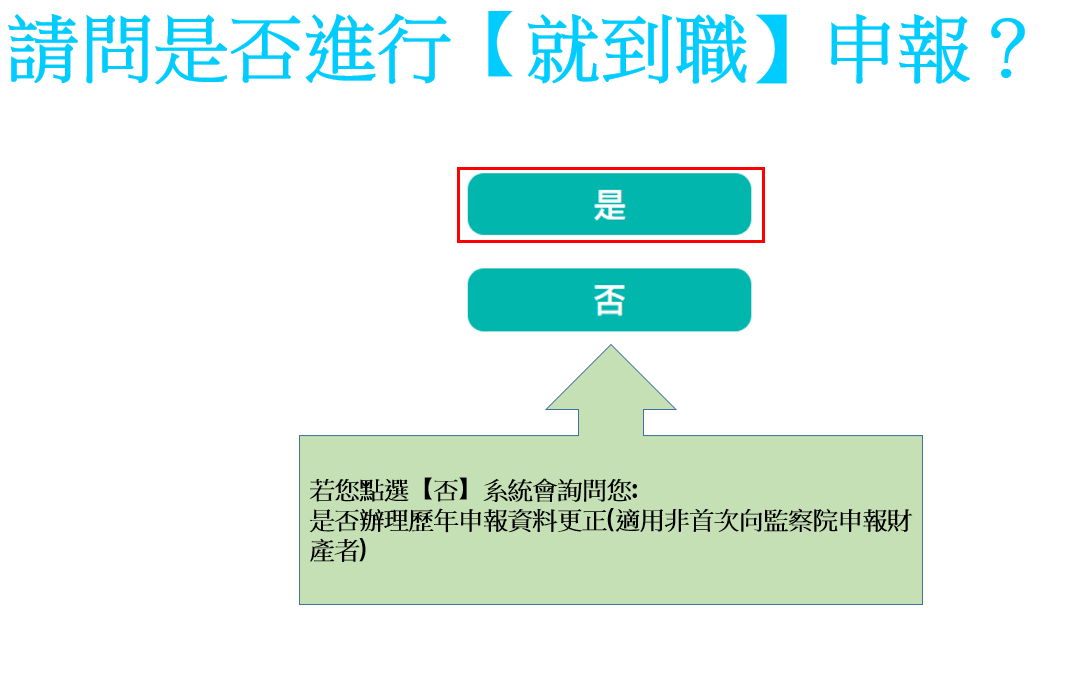 請問是否進行【就到職】申報？
是
否
若您點選【否】系統會詢問您:
是否辦理歷年申報資料更正(適用非首次向監察院申報財
產者)